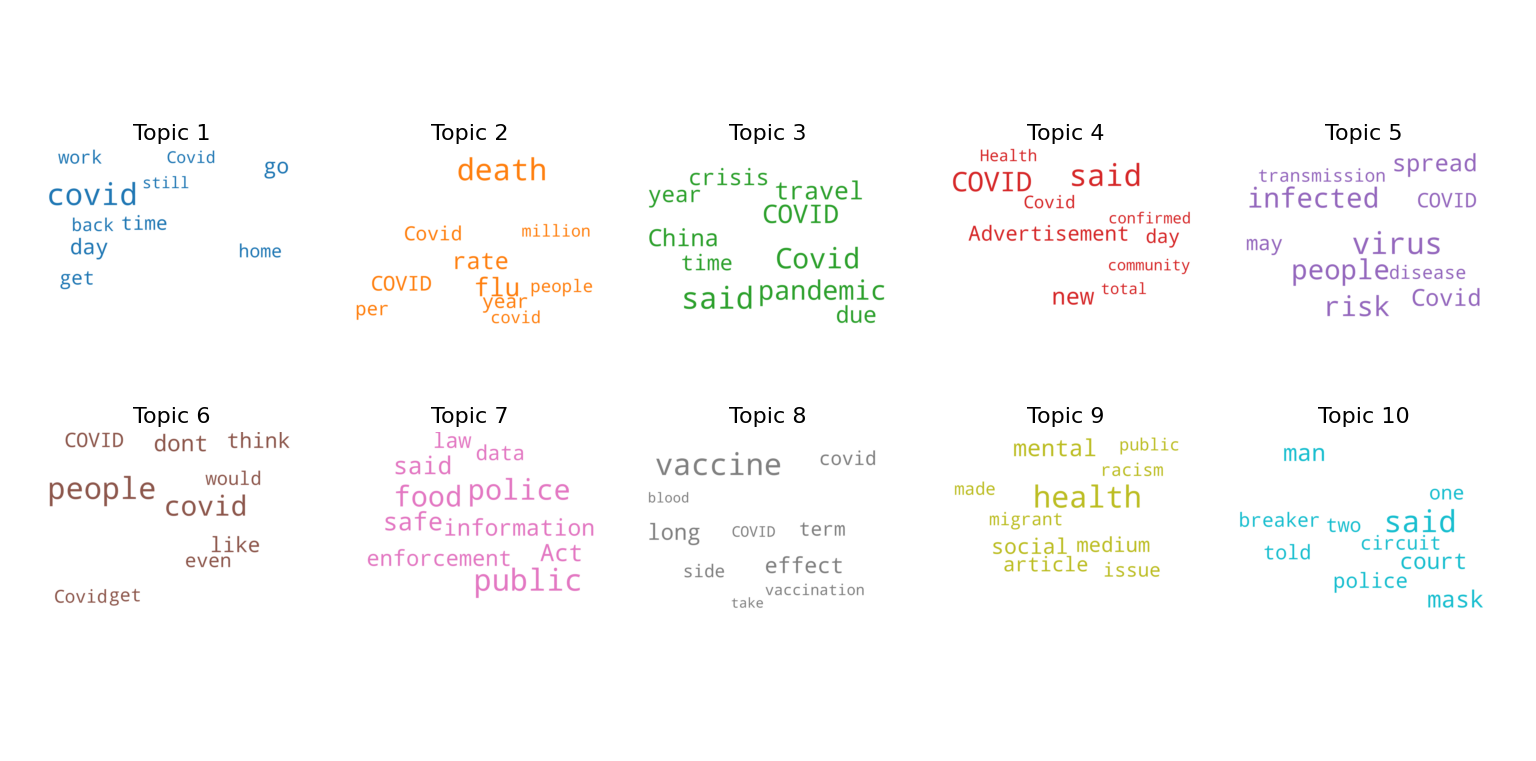 Topic 1
work Covid go
covid still
back time
day home
get
Topic 2
death
Covid million
rate
COVID flu people
per year
covid
Topic 3
crisis
year travel
COVID
China
time Covid
said pandemic
due
Topic 4
Health
COVID said
Covid
confirmed
Advertisement day
community
new total
Topic 5
spread
transmission
infected COVID
may virus
people disease
risk Covid
Topic 6
COVID dont think
people would
covid
like
even
Covid get
Topic 7
law data
said
food police
safe information
enforcement Act
public
Topic 8
vaccine covid
blood
long COVID term
side effect
vaccination
take
Topic 9
mental public
racism
made health
migrant
social medium
article issue
Topic 10
man
one
breaker two said
told circuit
court
police
mask